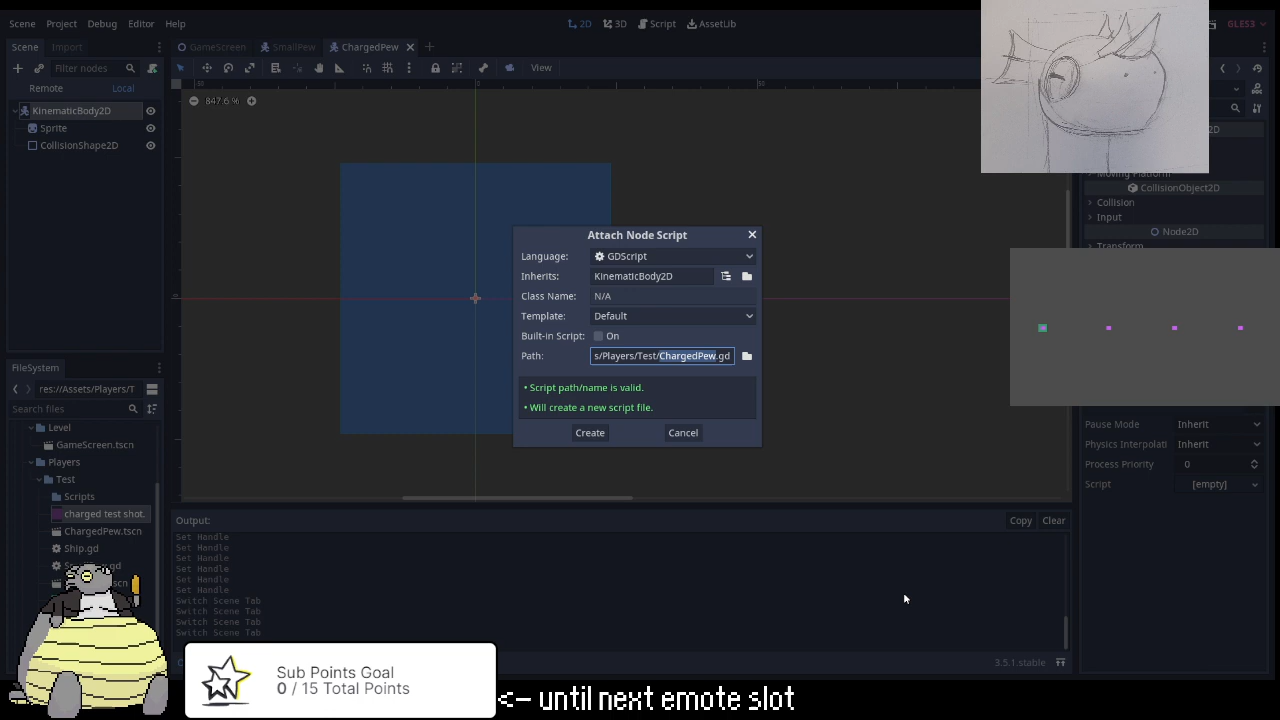 Scene Project Debug Editor Help
2D 3D Script AssetLib
GLES3
Scene Import
GameScreen SmallPew ChargedPew
Filter nodes
View
Remote Local
847.6 %
KinematicBody2D
Sprite
CollisionShape2D
Attach Node Script
Language: GDScript
Inherits: KinematicBody2D
Class Name: N/A
Template: Default
Built-in Script: On
Path: s/Players/Test/ChargedPew.gd
• Script path/name is valid.
• Will create a new script file.
Create Cancel
CollisionObject2D
Collision
Input
Node2D
Pause Mode Inherit
Physics Interpolati Inherit
Process Priority 0
Script [empty]
FileSystem
res://Assets/Players/T
Search files
Level
GameScreen.tscn
Players
Test
Scripts
charged test shot.
ChargedPew.tscn
Ship.gd
Output:
Copy Clear
Set Handle
Set Handle
Set Handle
Set Handle
Set Handle
Set Handle
Switch Scene Tab
Switch Scene Tab
Switch Scene Tab
Switch Scene Tab
3.5.1.stable
Sub Points Goal
0 / 15 Total Points
<- until next emote slot